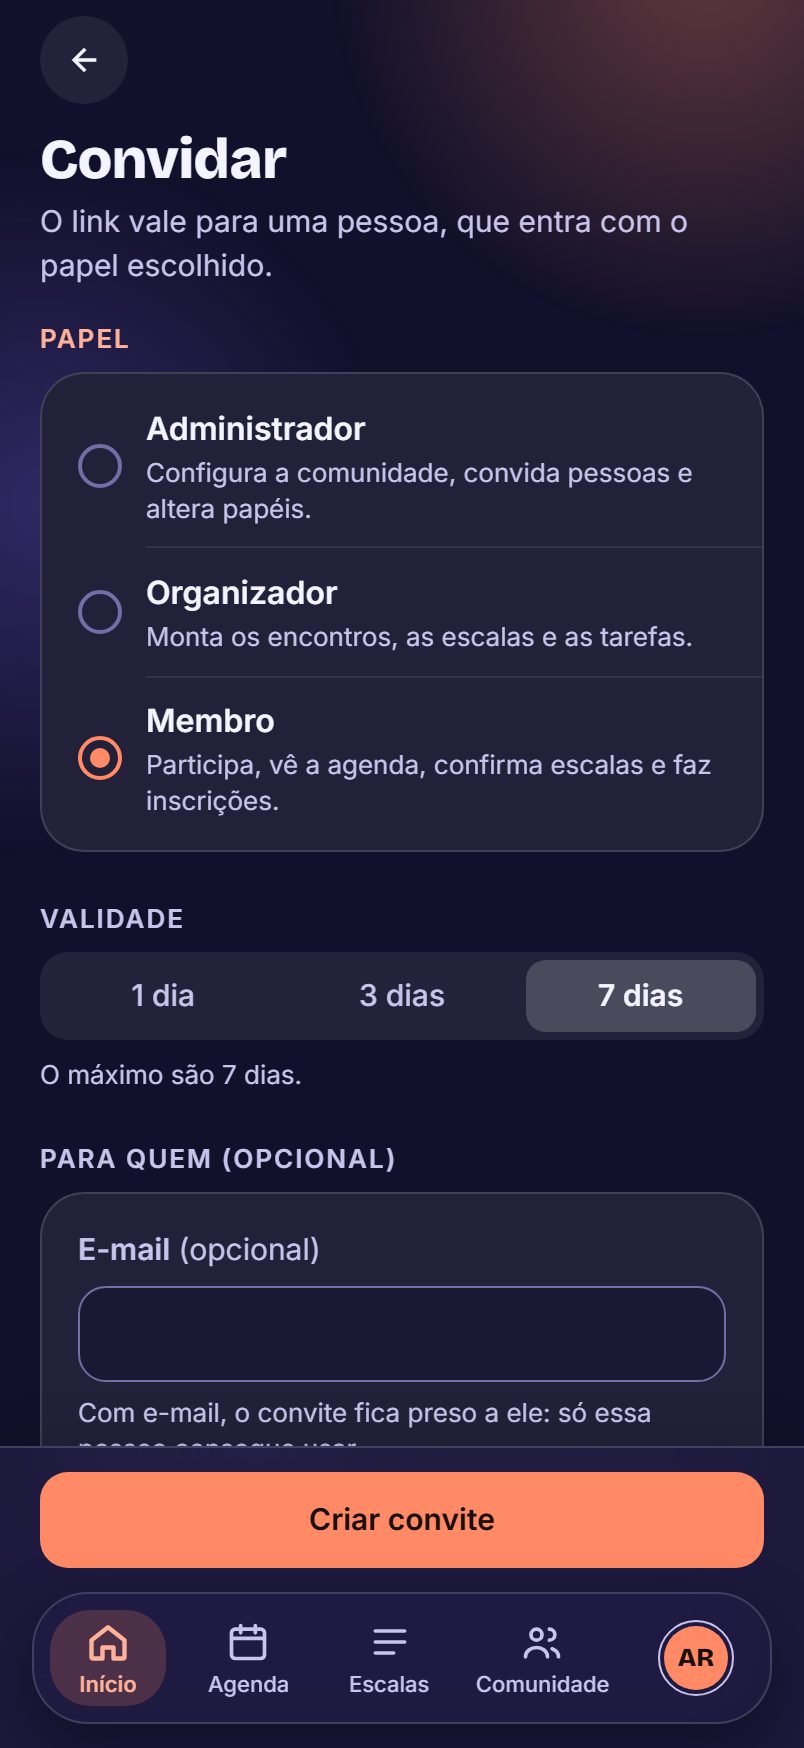 Convidar
O link vale para uma pessoa, que entra com o
papel escolhido.
PAPEL
Administrador
Configura a comunidade, convida pessoas e
altera papéis.
Organizador
Monta os encontros, as escalas e as tarefas.
Membro
Participa, vê a agenda, confirma escalas e faz
inscrições.
VALIDADE
1 dia
3 dias
7 dias
O máximo são 7 dias.
PARA QUEM (OPCIONAL)
E-mail (opcional)
Com e-mail, o convite fica preso a ele: só essa
Criar convite
Início
Agenda
Escalas
Comunidade
AR